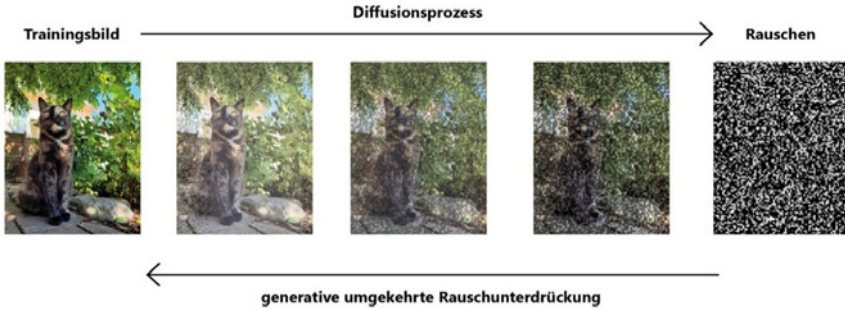 Diffusionsprozess
Trainingsbild
Rauschen
generative umgekehrte Rauschunterdrückung